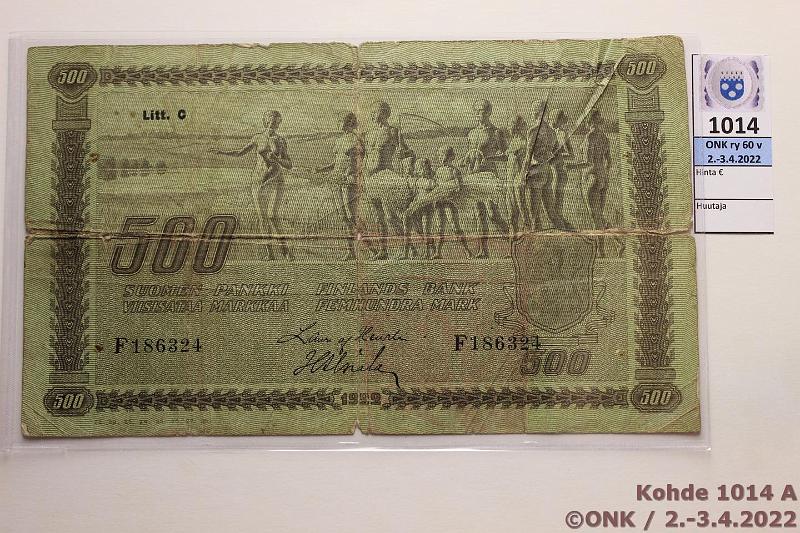 500
500
Litt. C
500
SUOMEN PANKKI FINLANDS BANK
VIISISATAA MARKKAA FEMHUNDRA MARK
F186324
F186324
500
500
1922
500
1014
ONK ry 60 v
2.-3.4.2022
Hinta €
Huutaja
Kohde 1014 A
©ONK / 2.-3.4.2022